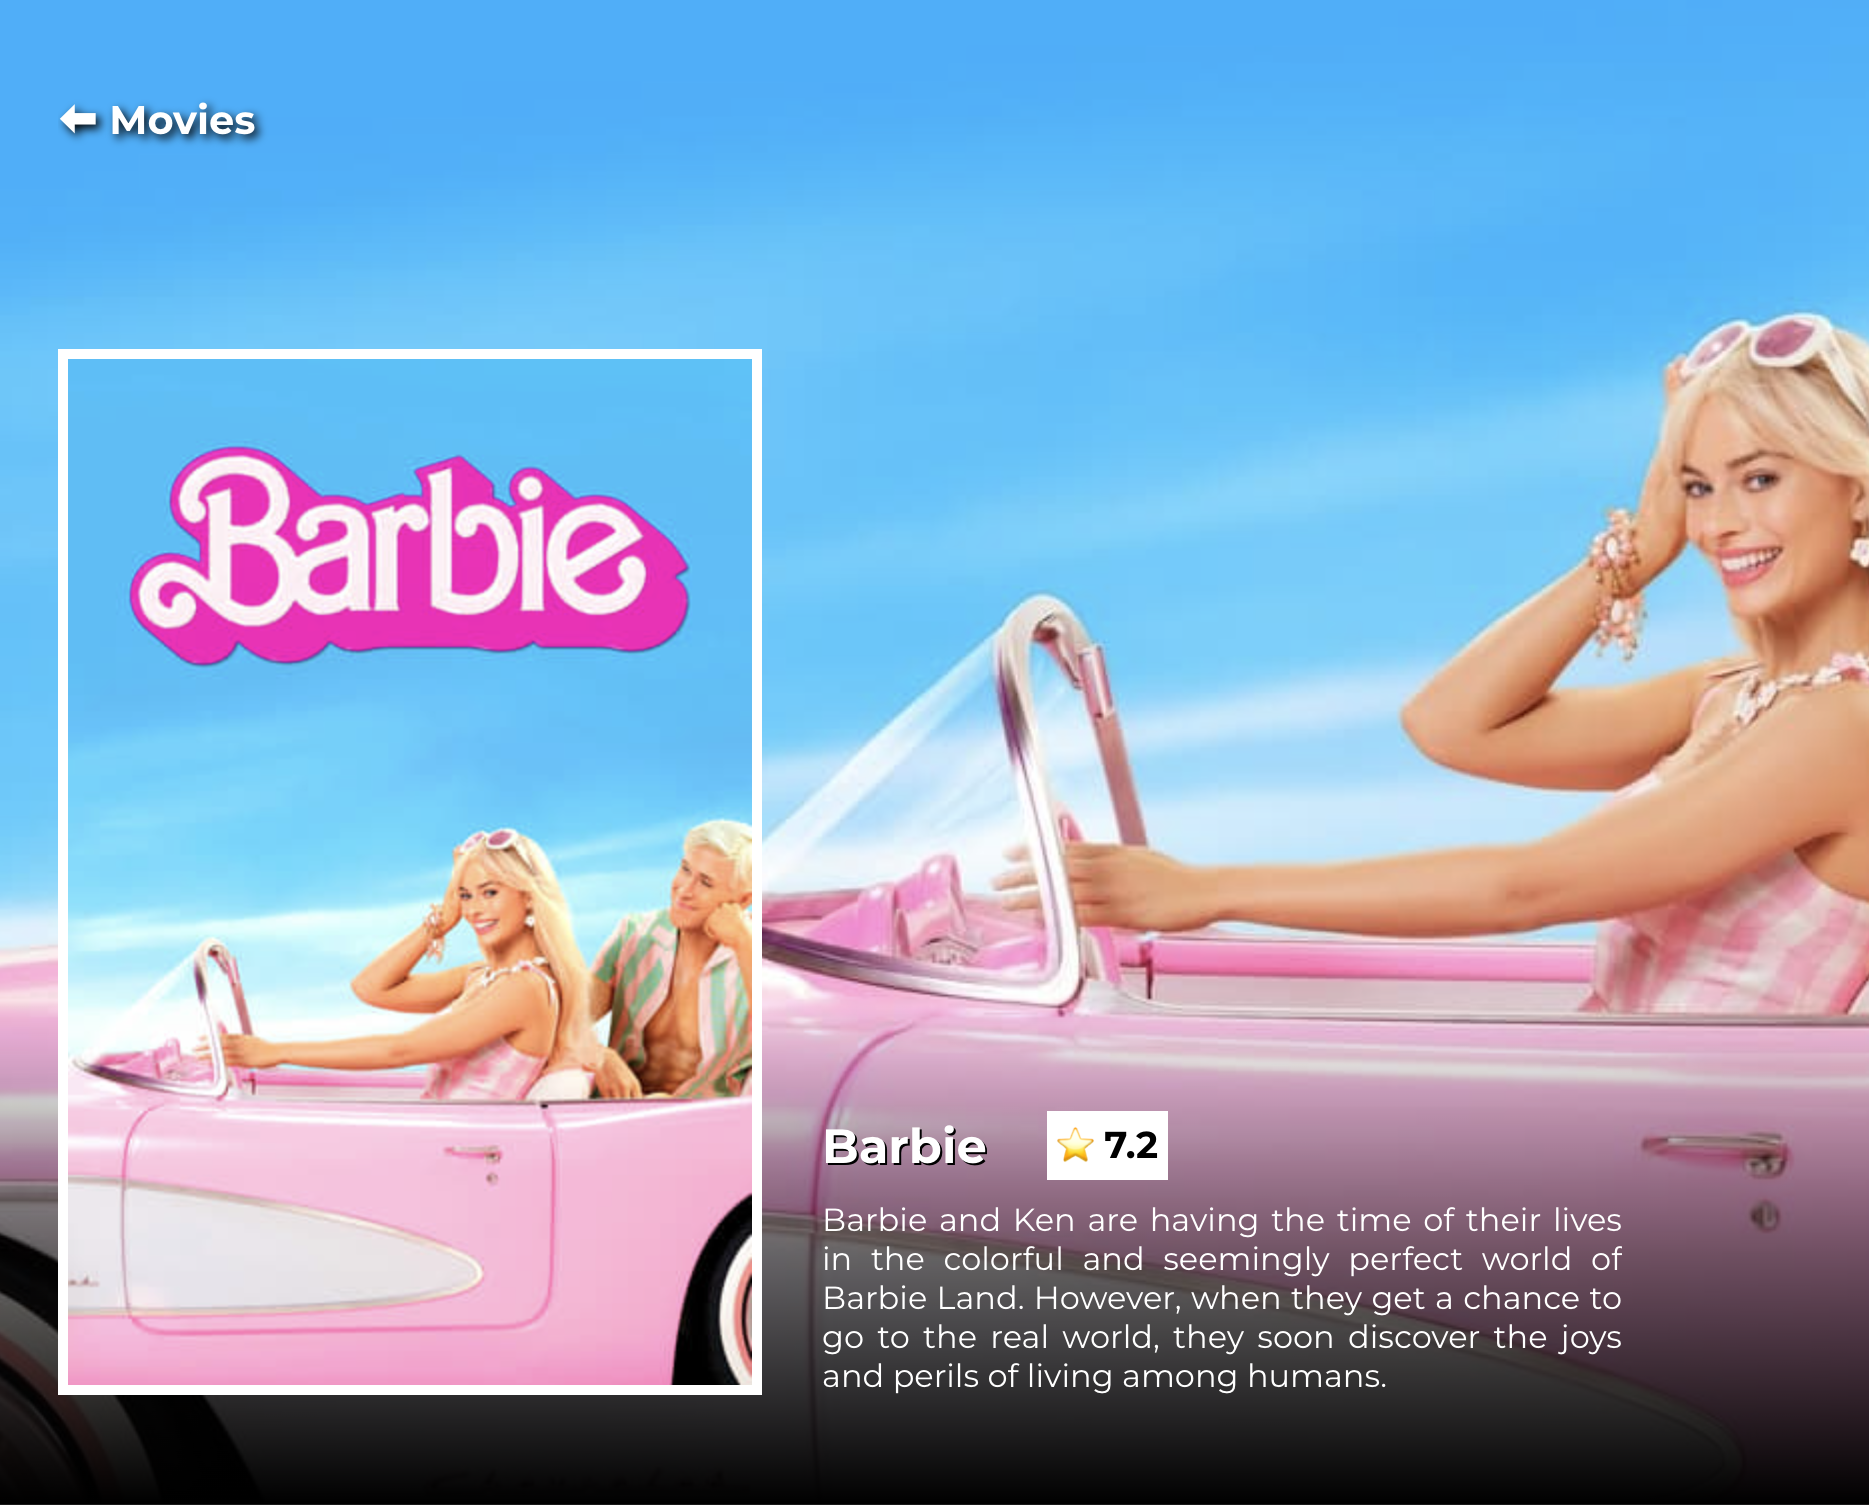 ⬅ Movies
Barbie
Barbie ⭐ 7.2
Barbie and Ken are having the time of their lives
in the colorful and seemingly perfect world of
Barbie Land. However, when they get a chance to
go to the real world, they soon discover the joys
and perils of living among humans.